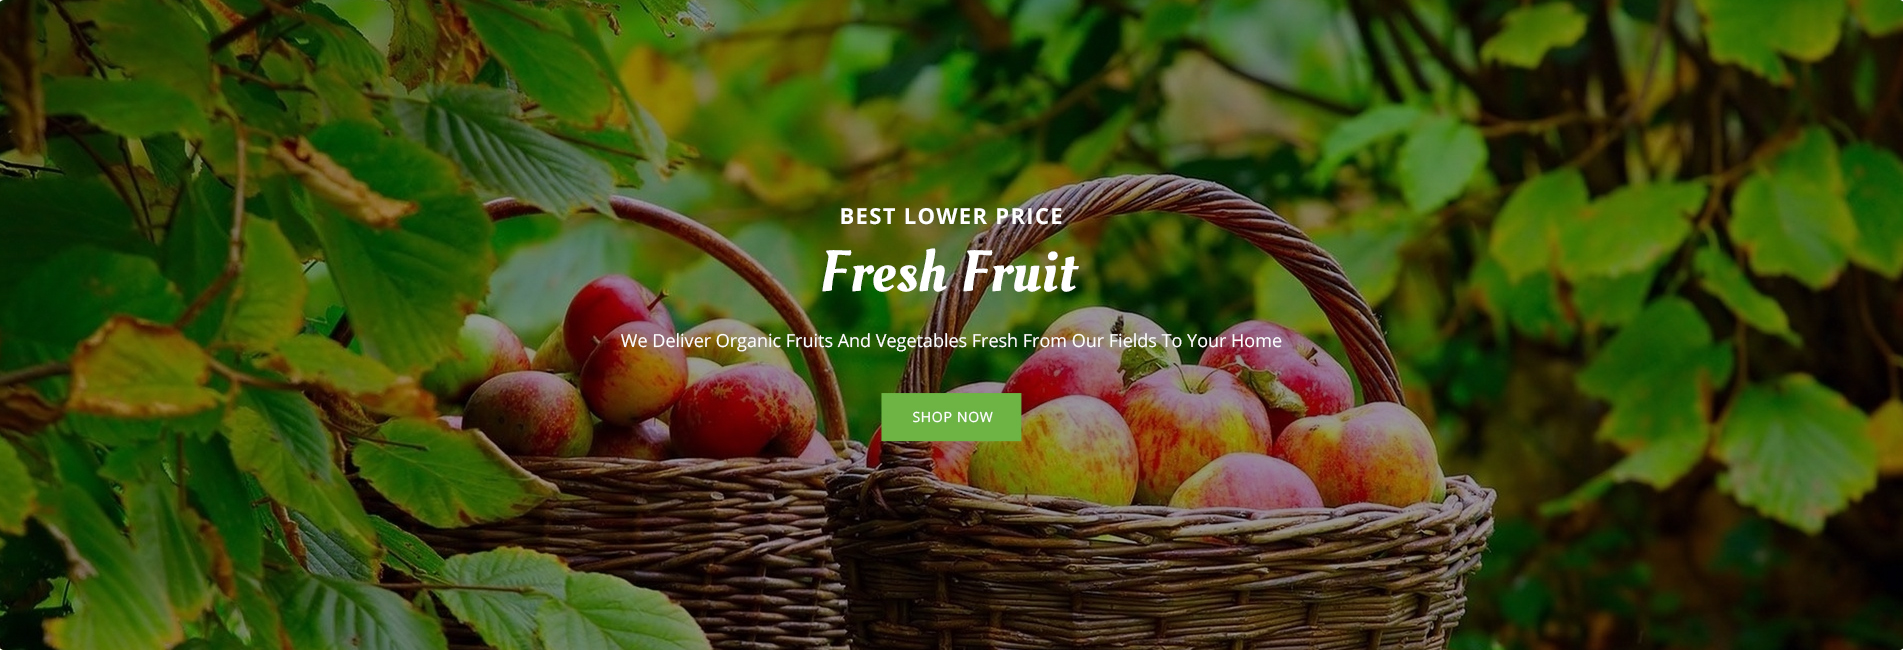 BEST LOWER PRICE
Fresh Fruit
We Deliver Organic Fruits And Vegetables Fresh From Our Fields To Your Home
SHOP NOW